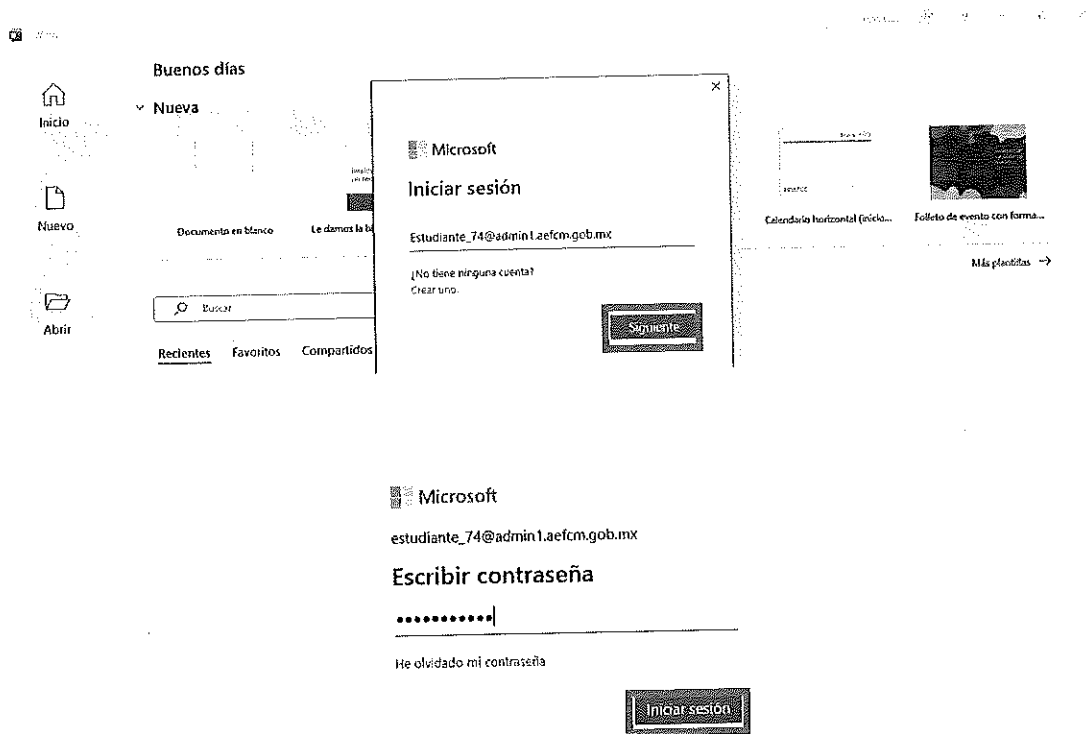 Buenos días
Inicio
Nueva
Nuevo
Abrir
Documento en blanco
Le damos la bi
Buscar
Recientes Favoritos Compartidos
Microsoft
Iniciar sesión
Estudiante_74@admin1.aefcm.gob.mx
¿No tiene ninguna cuenta?
Crear uno.
Siguiente
Calendario horizontal (inicio...
Folleto de evento con forma...
Más plantillas →
Microsoft
estudiante_74@admin1.aefcm.gob.mx
Escribir contraseña
•••••••••••
He olvidado mi contraseña
Iniciar sesión